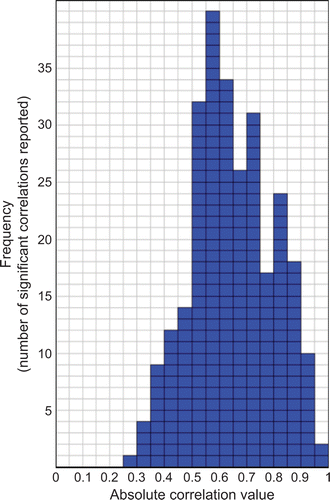 Frequency
(number of significant correlations reported)
35
30
25
20
15
10
5
0 0.1 0.2 0.3 0.4 0.5 0.6 0.7 0.8 0.9 1
Absolute correlation value